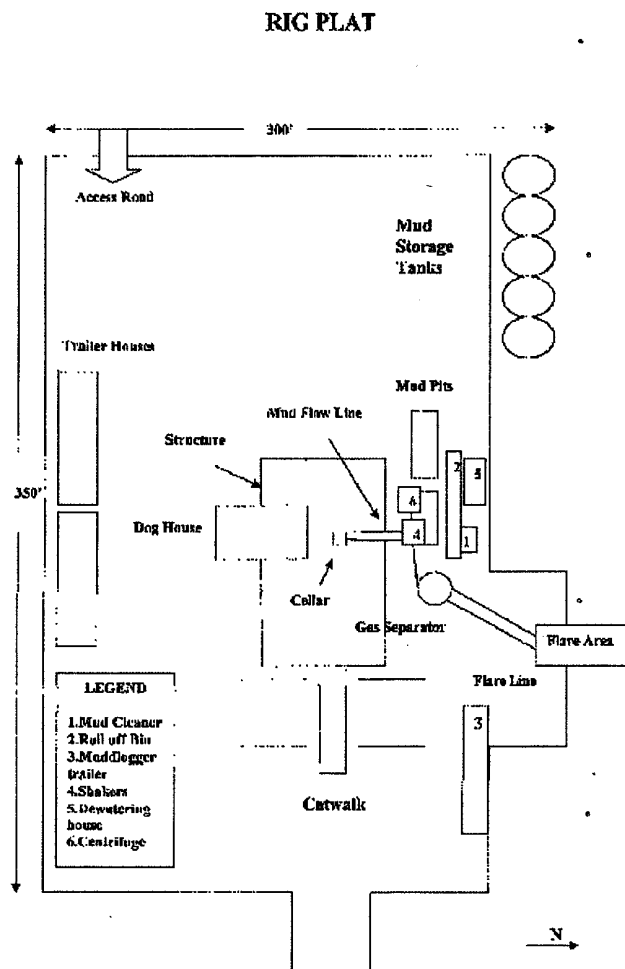 RIG PLAT
300'
Access Road
Mud
Storage
Tanks
Trailer Houses
Mud Pits
Mud Flow Line
Structure
2
5
350'
6
Dog House
4
1
Cellar
Gas Separator
Flare Area
LEGEND
Flare Line
1.Mud Cleaner
2.Roll off Bin
3.Muddlogger
trailer
4.Shakers
5.Dewatering
house
6.Centrifuge
3
Catwalk
N